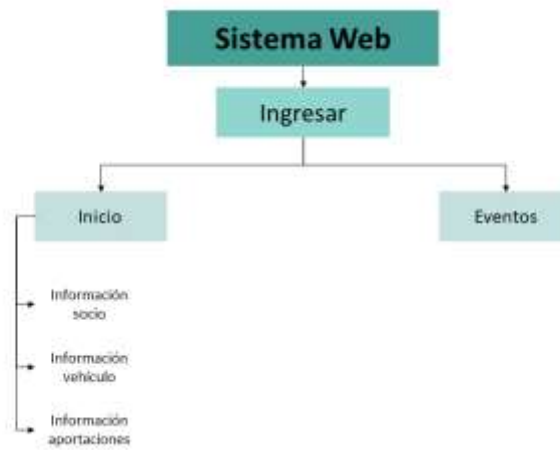 Sistema Web
Ingresar
Inicio
Eventos
Información
socio
Información
vehículo
Información
aportaciones